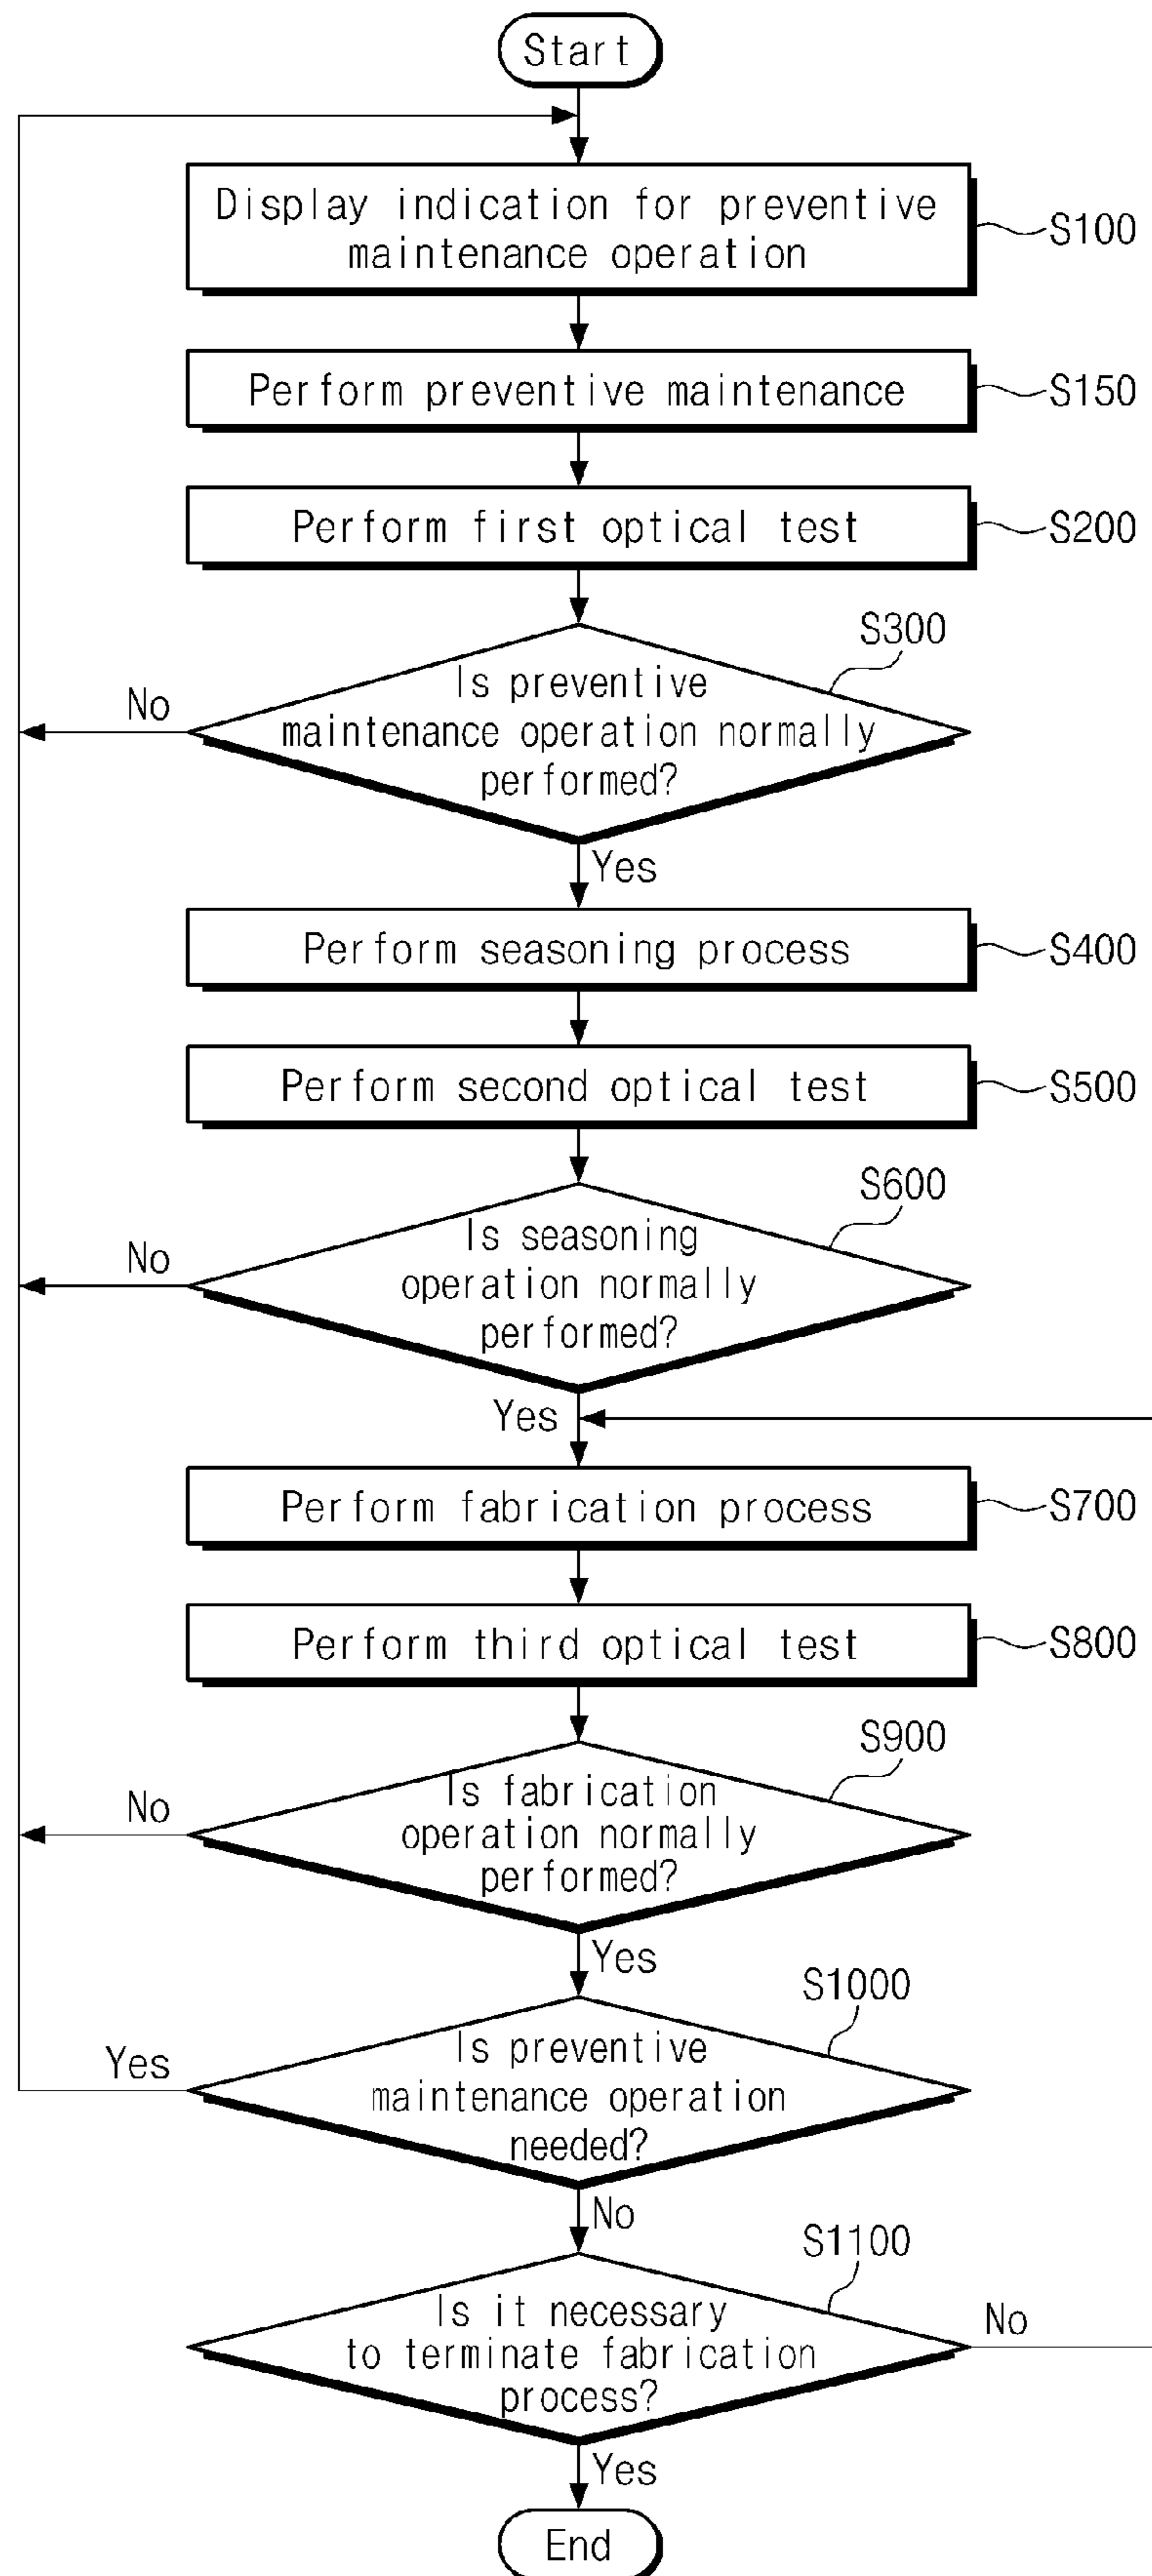 Start
Display indication for preventive
maintenance operation
S100
Perform preventive maintenance
S150
Perform first optical test
S200
S300
Is preventive
maintenance operation normally
performed?
No
Yes
Perform seasoning process
S400
Perform second optical test
S500
S600
Is seasoning
operation normally
performed?
No
Yes
Perform fabrication process
S700
Perform third optical test
S800
S900
Is fabrication
operation normally
performed?
No
Yes
S1000
Is preventive
maintenance operation
needed?
Yes
No
S1100
Is it necessary
to terminate fabrication
process?
No
Yes
End